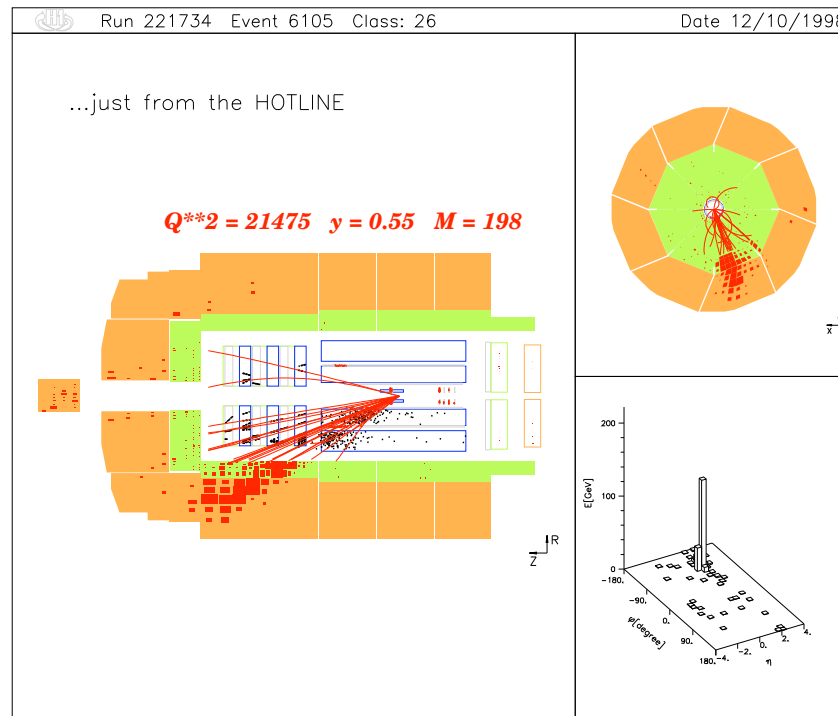 Run 221734 Event 6105 Class: 26
Date 12/10/1998
...just from the HOTLINE
Q**2 = 21475 y = 0.55 M = 198
R
Z
X
E[GeV]
200
100
0
-180.
-90.
0.
90.
180.
φ[degree]
-4.
-2.
0.
2.
4.
η